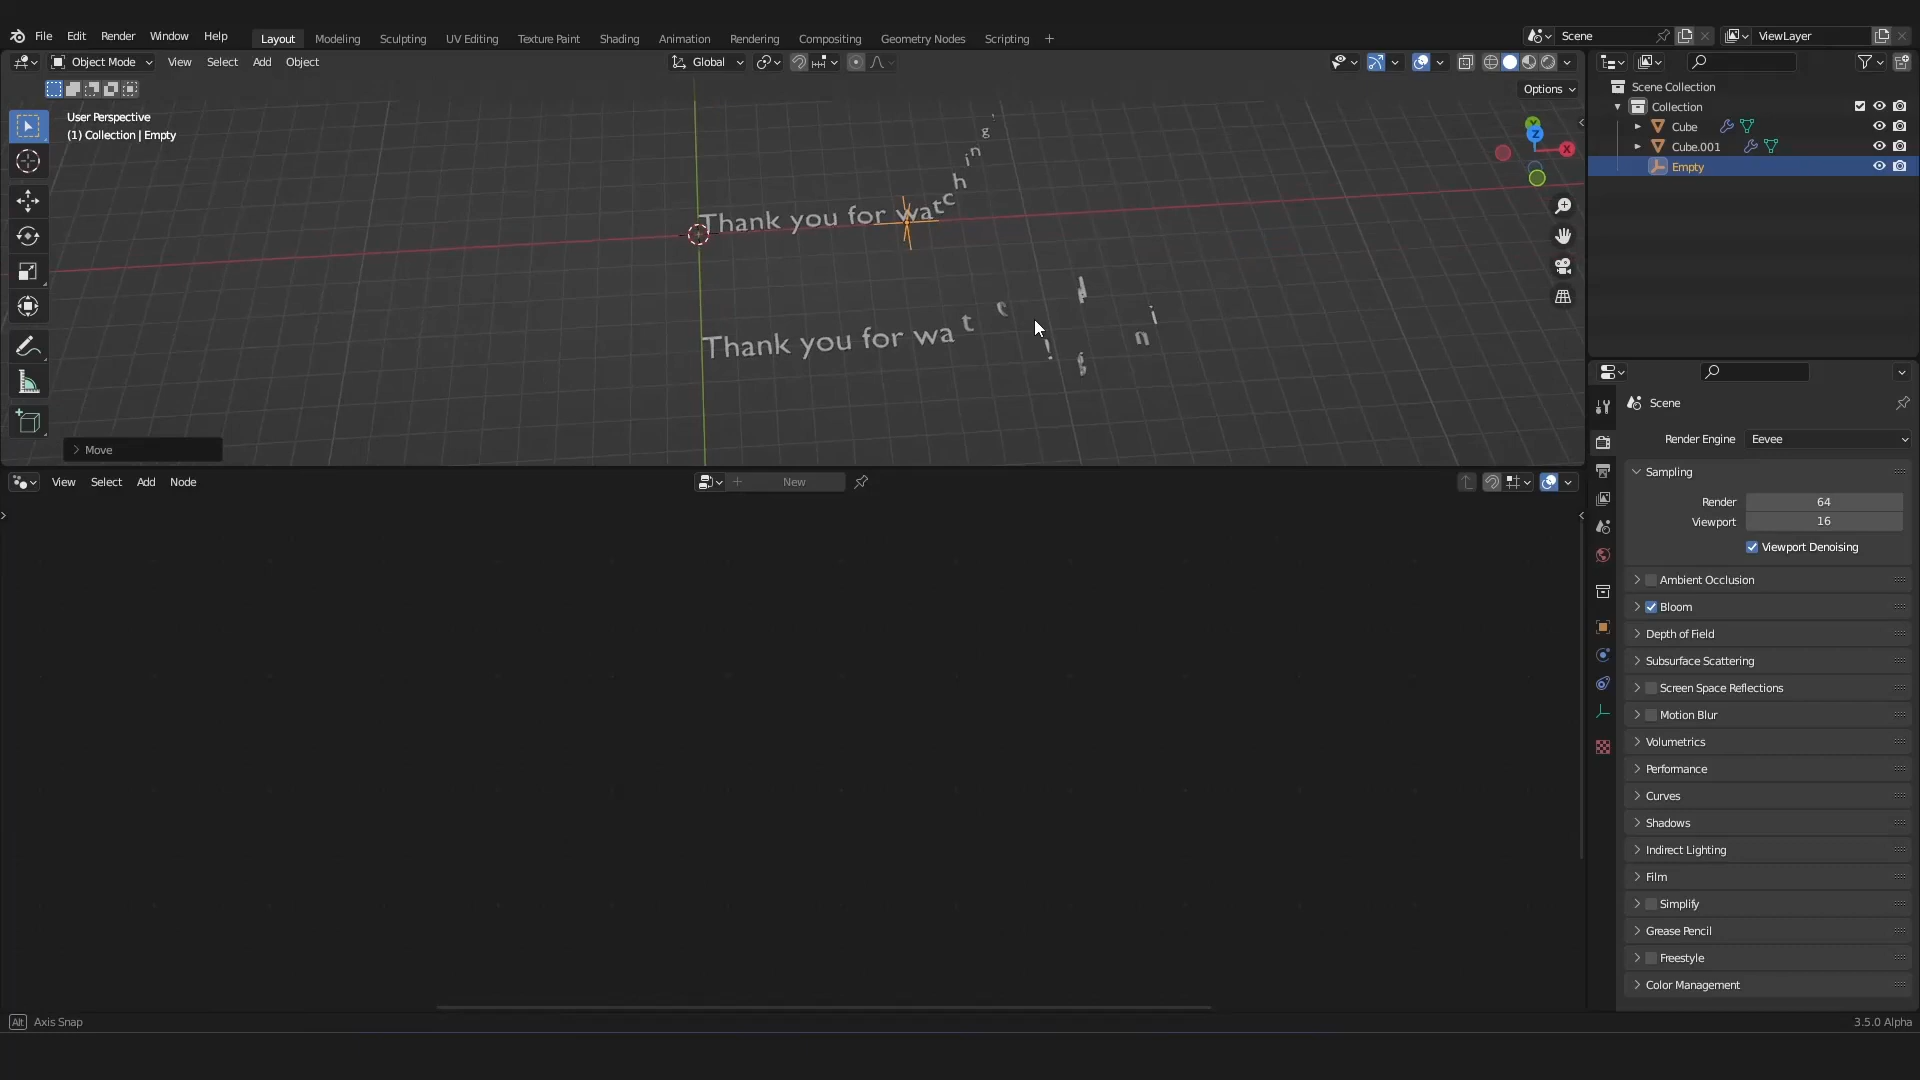 File Edit Render Window Help Layout Modeling Sculpting UV Editing Texture Paint Shading Animation Rendering Compositing Geometry Nodes Scripting + Scene ViewLayer
Object Mode View Select Add Object Global
Options
User Perspective
(1) Collection | Empty
Thank you for watching
Thank you for watching!
Move
Scene Collection
Collection
Cube
Cube.001
Empty
View Select Add Node New
Scene
Render Engine Eevee
Sampling
Render 64
Viewport 16
Viewport Denoising
Ambient Occlusion
Bloom
Depth of Field
Subsurface Scattering
Screen Space Reflections
Motion Blur
Volumetrics
Performance
Curves
Shadows
Indirect Lighting
Film
Simplify
Grease Pencil
Freestyle
Color Management
Alt Axis Snap 3.5.0 Alpha